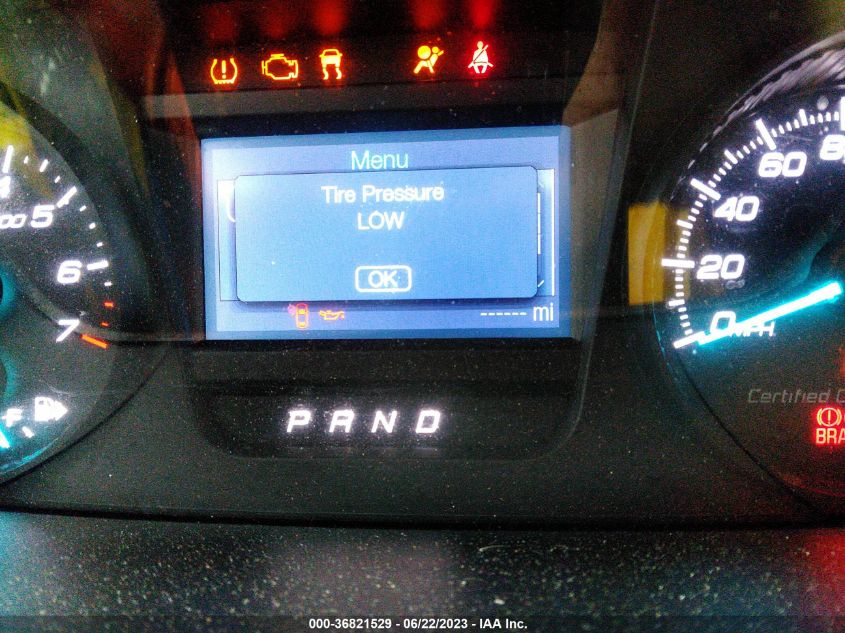 Menu
Tire Pressure
LOW
OK
------ mi
P R N D
5
6
7
F
0 MPH
20
40
60
Certified
000-36821529 - 06/22/2023 - IAA Inc.